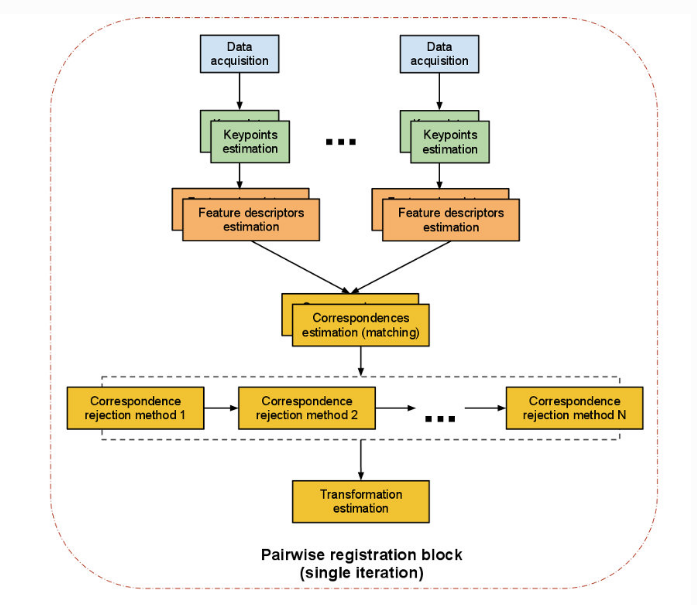 Data
acquisition
Data
acquisition
Keypoints
estimation
Keypoints
estimation
Feature descriptors
estimation
Feature descriptors
estimation
Correspondences
estimation (matching)
Correspondence
rejection method 1
Correspondence
rejection method 2
Correspondence
rejection method N
Transformation
estimation
Pairwise registration block
(single iteration)